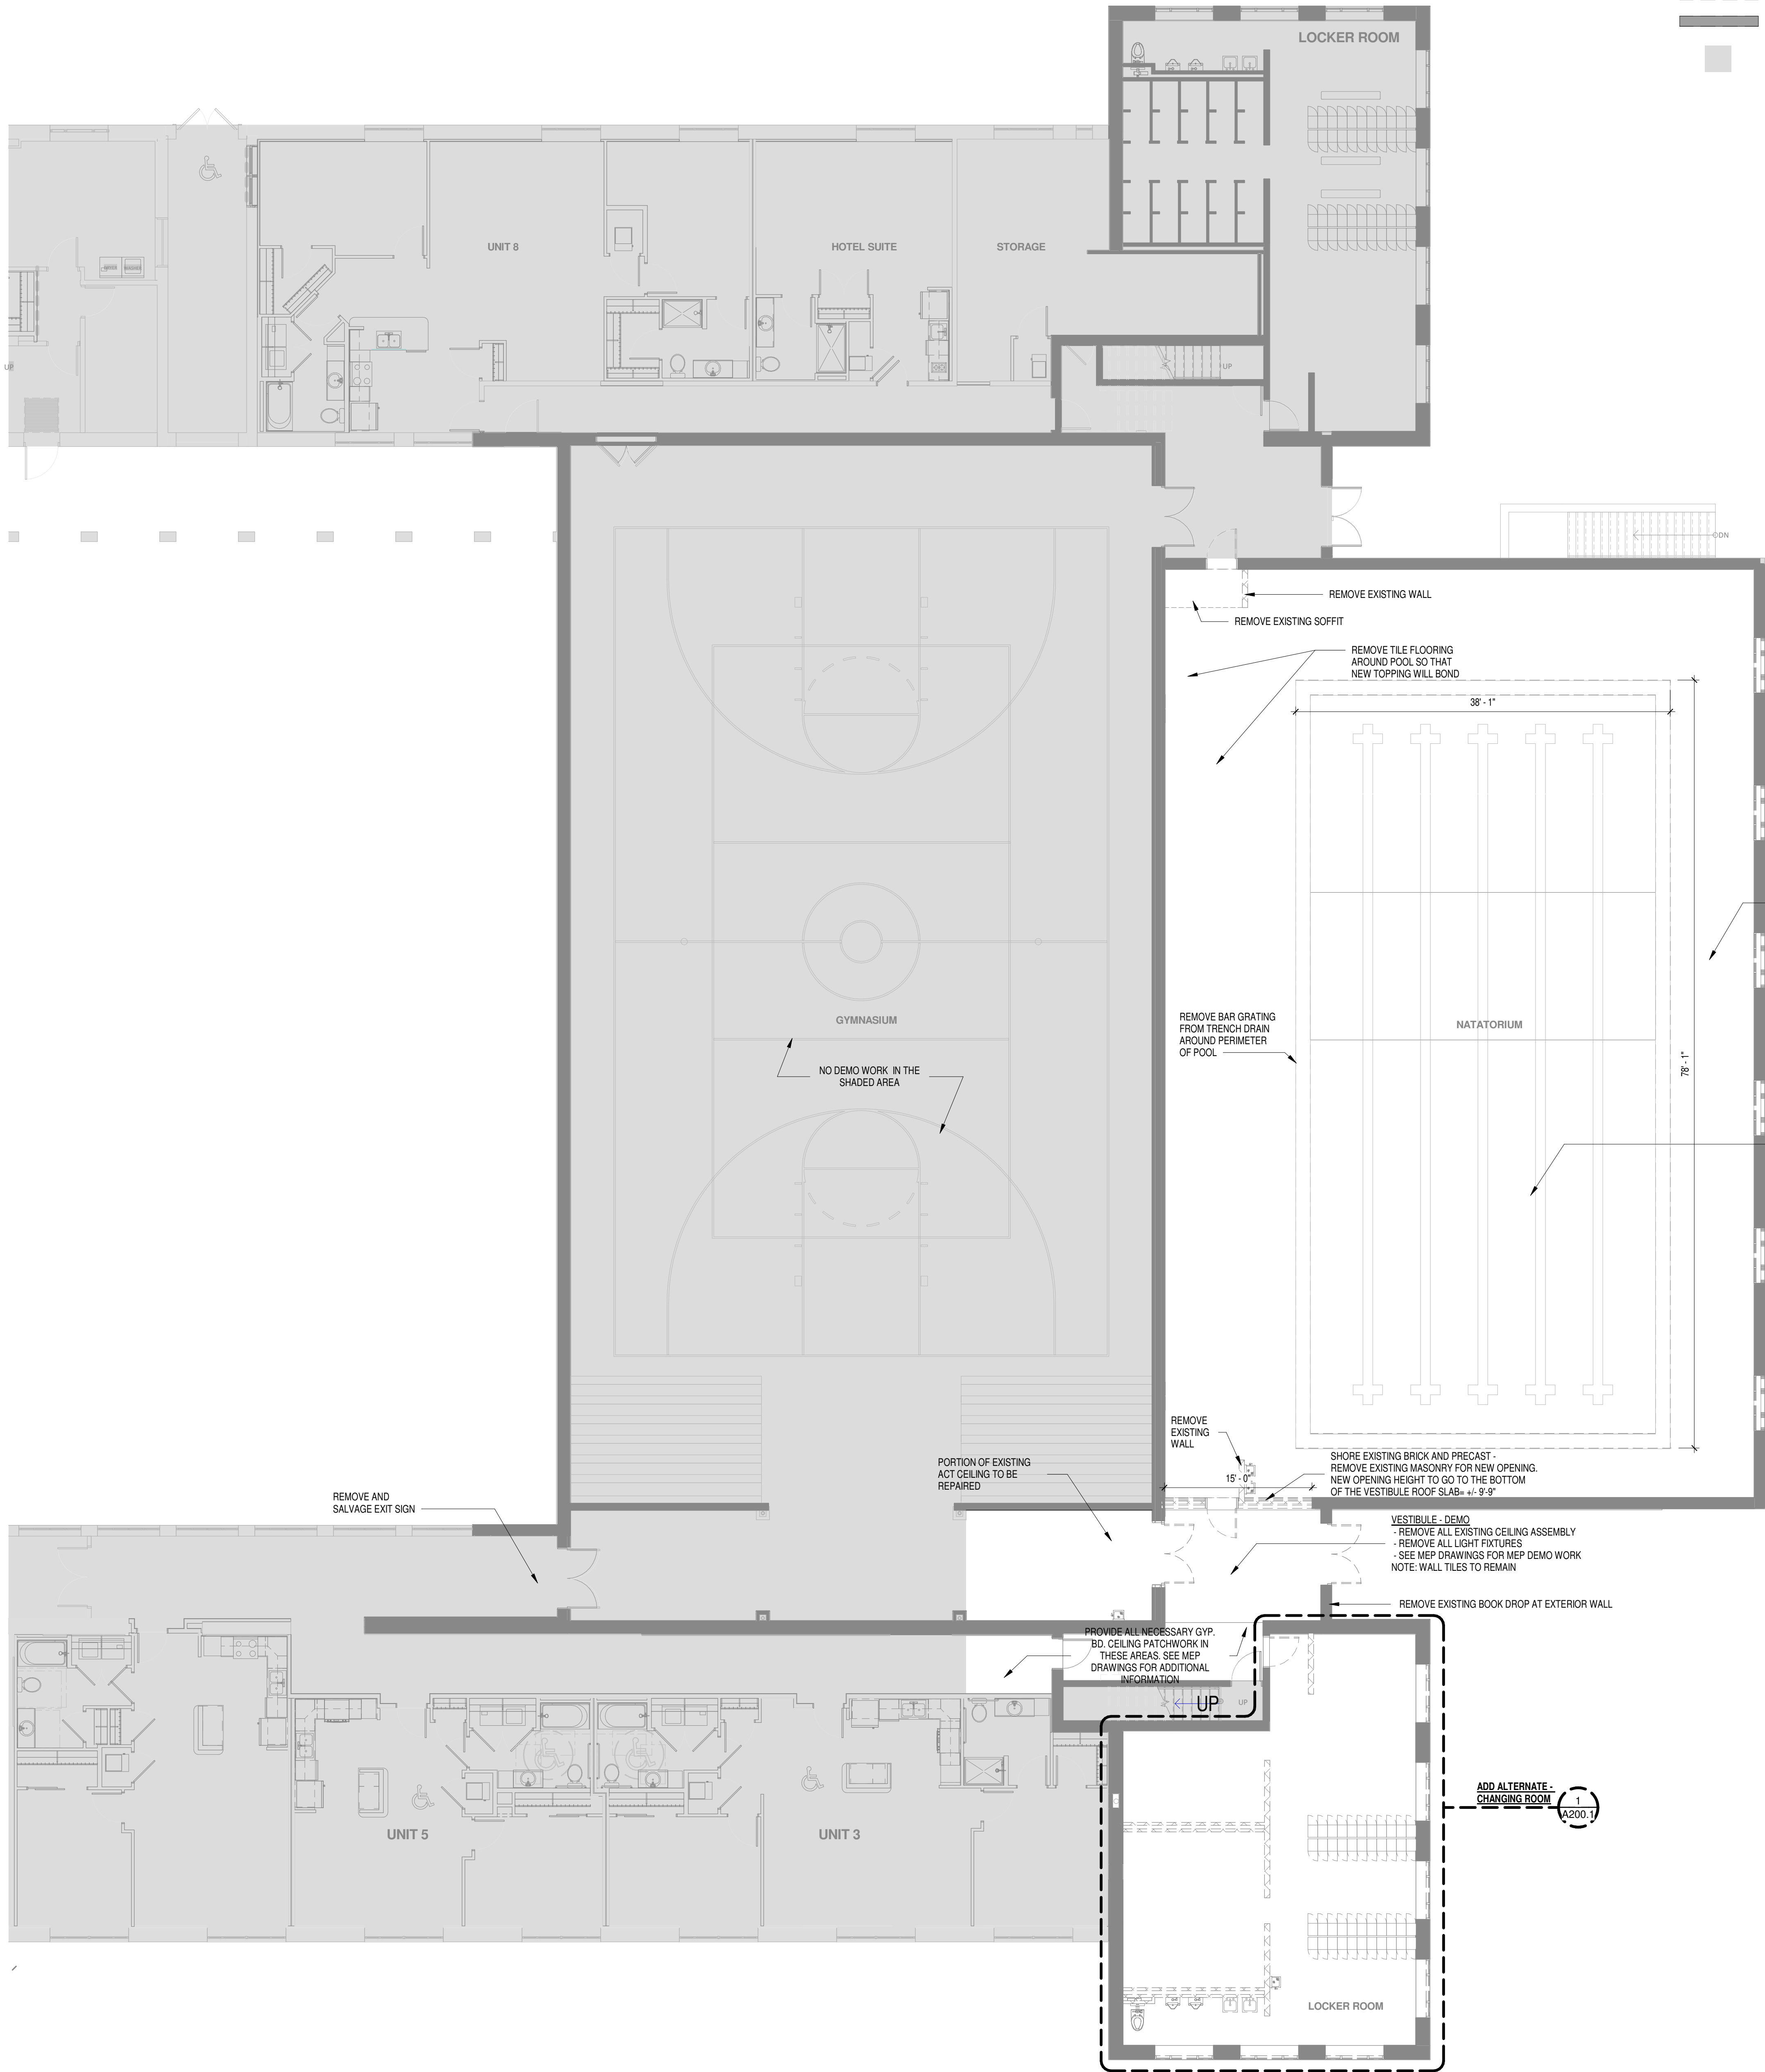 LOCKER ROOM
UNIT 8
HOTEL SUITE
STORAGE
UP
UP
DN
REMOVE EXISTING WALL
REMOVE EXISTING SOFFIT
REMOVE TILE FLOORING
AROUND POOL SO THAT
NEW TOPPING WILL BOND
38' - 1"
GYMNASIUM
NO DEMO WORK IN THE
SHADED AREA
REMOVE BAR GRATING
FROM TRENCH DRAIN
AROUND PERIMETER
OF POOL
NATATORIUM
78' - 1"
REMOVE
EXISTING
WALL
15' - 0"
SHORE EXISTING BRICK AND PRECAST -
REMOVE EXISTING MASONRY FOR NEW OPENING.
NEW OPENING HEIGHT TO GO TO THE BOTTOM
OF THE VESTIBULE ROOF SLAB= +/- 9'-9"
PORTION OF EXISTING
ACT CEILING TO BE
REPAIRED
REMOVE AND
SALVAGE EXIT SIGN
VESTIBULE - DEMO
- REMOVE ALL EXISTING CEILING ASSEMBLY
- REMOVE ALL LIGHT FIXTURES
- SEE MEP DRAWINGS FOR MEP DEMO WORK
NOTE: WALL TILES TO REMAIN
REMOVE EXISTING BOOK DROP AT EXTERIOR WALL
PROVIDE ALL NECESSARY GYP.
BD. CEILING PATCHWORK IN
THESE AREAS. SEE MEP
DRAWINGS FOR ADDITIONAL
INFORMATION
UP
UP
UNIT 5
UNIT 3
ADD ALTERNATE -
CHANGING ROOM
1
A200.1
LOCKER ROOM